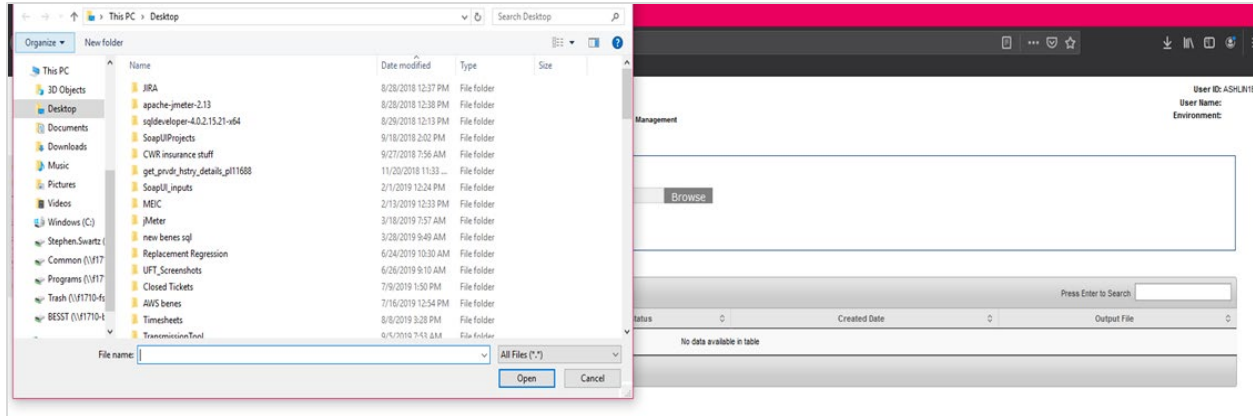 This PC > Desktop
Search Desktop
Organize
New folder
This PC
3D Objects
Desktop
Documents
Downloads
Music
Pictures
Videos
Windows (C:)
Stephen.Swartz (
Common (\\f17
Programs (\\f17
Trash (\\f1710-fs
BESST (\\f1710-t
Name Date modified Type Size
JIRA 8/28/2018 12:37 PM File folder
apache-jmeter-2.13 8/28/2018 12:38 PM File folder
sqldeveloper-4.0.2.15.21-x64 8/29/2018 12:13 PM File folder
SoapUIProjects 9/18/2018 2:02 PM File folder
CWR insurance stuff 9/27/2018 7:56 AM File folder
get_prvdr_hstry_details_pl11688 11/20/2018 11:33 ... File folder
SoapUI_inputs 2/1/2019 12:24 PM File folder
MEIC 2/13/2019 12:33 PM File folder
jMeter 3/18/2019 7:57 AM File folder
new benes sql 3/28/2019 9:49 AM File folder
Replacement Regression 6/24/2019 10:30 AM File folder
UFT_Screenshots 6/26/2019 9:10 AM File folder
Closed Tickets 7/9/2019 1:50 PM File folder
AWS benes 7/16/2019 12:54 PM File folder
Timesheets 8/8/2019 3:28 PM File folder
TransmissionTool 9/5/2019 7:53 AM File folder
File name:
All Files (*.*)
Open Cancel
User ID: ASHLIN1E
User Name:
Environment:
Management
Browse
Press Enter to Search
tatus Created Date Output File
No data available in table